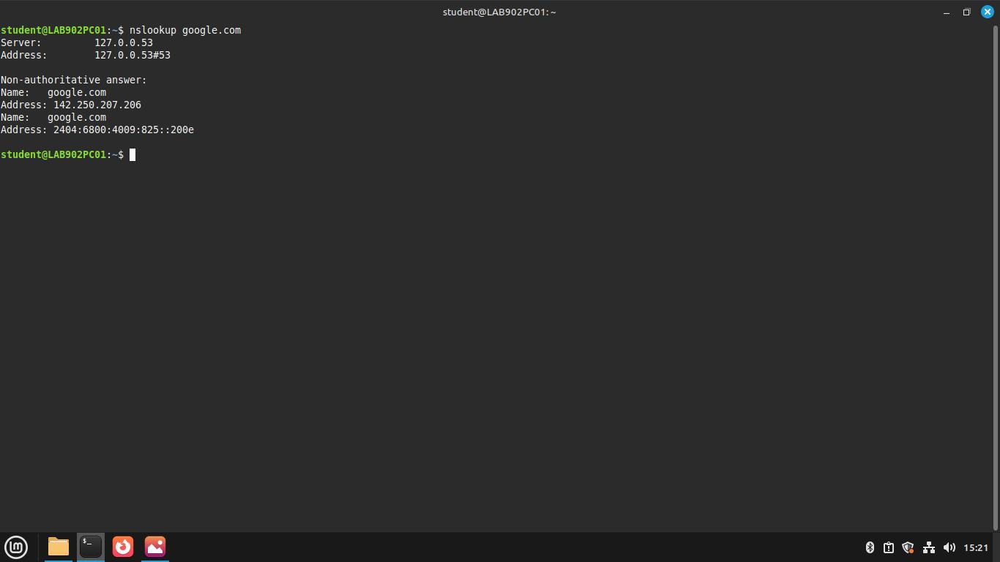 student@LAB902PC01: ~
student@LAB902PC01:~$ nslookup google.com
Server:         127.0.0.53
Address:        127.0.0.53#53
Non-authoritative answer:
Name:   google.com
Address: 142.250.207.206
Name:   google.com
Address: 2404:6800:4009:825::200e
student@LAB902PC01:~$
$_
15:21